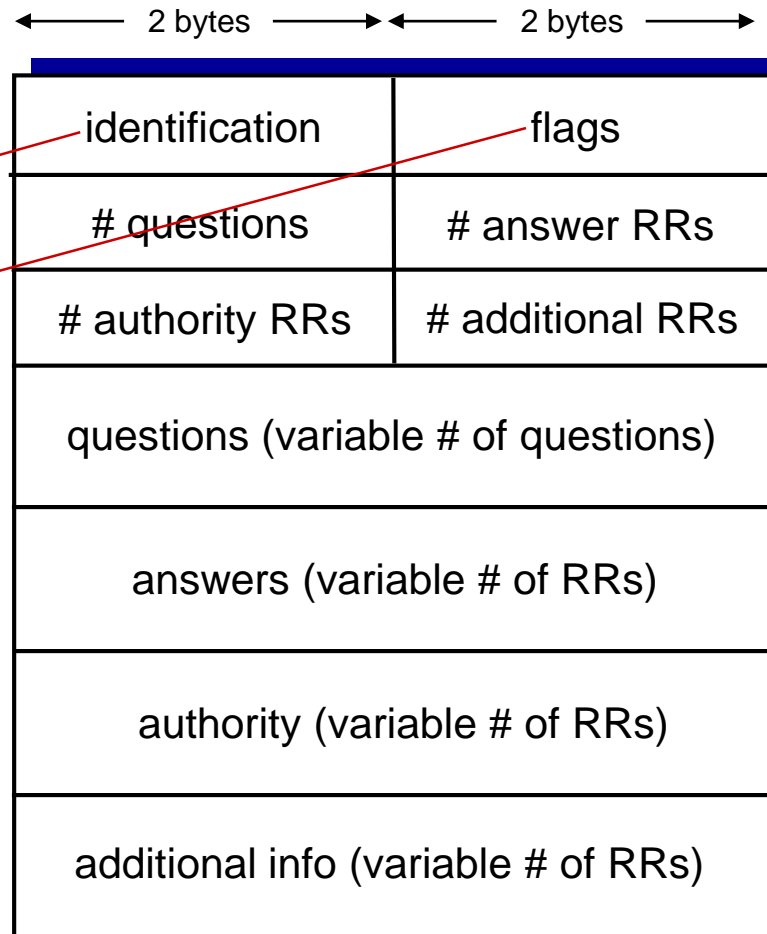 2 bytes 2 bytes
identification flags
# questions # answer RRs
# authority RRs # additional RRs
questions (variable # of questions)
answers (variable # of RRs)
authority (variable # of RRs)
additional info (variable # of RRs)